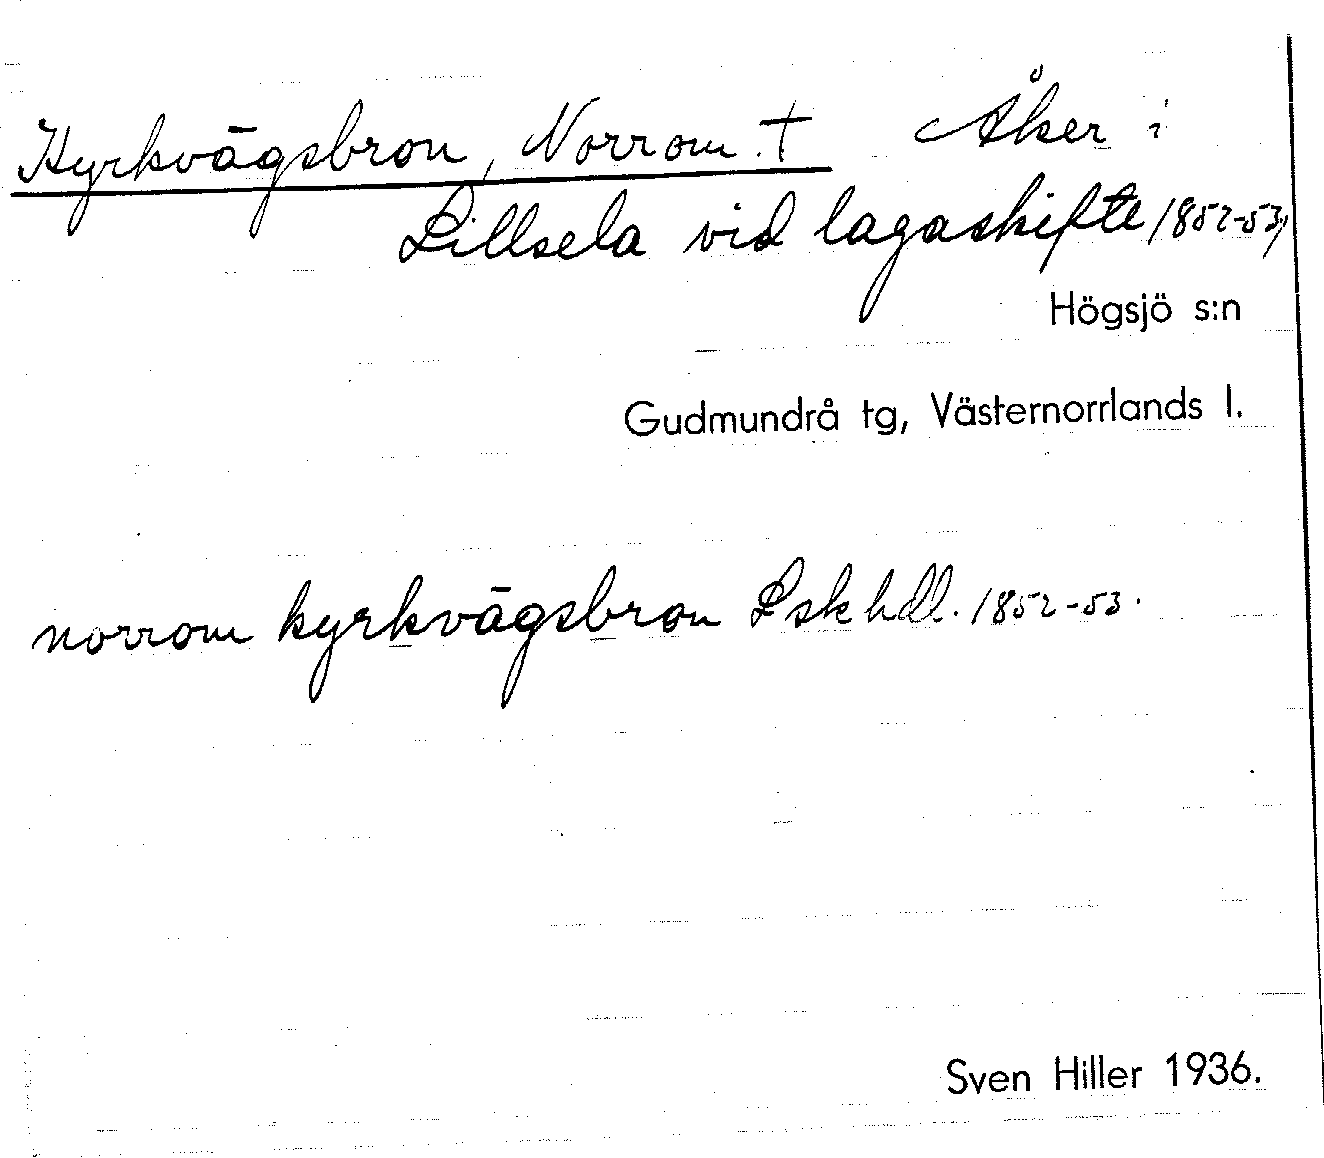 Kyrkvägsbron, Norrom. † Åker i
Lillsela vid lagaskifte 1852-53,
Högsjö s:n
Gudmundrå tg, Västernorrlands l.
norrom kyrkvägsbron Lskhdl. 1852-53.
Sven Hiller 1936.